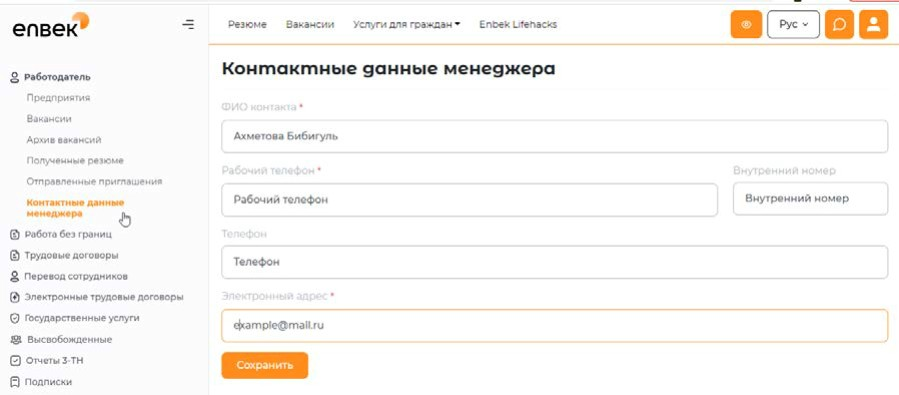 enbek
Резюме Вакансии Услуги для граждан Enbek Lifehacks Рус
Работодатель
Предприятия
Вакансии
Архив вакансий
Полученные резюме
Отправленные приглашения
Контактные данные
менеджера
Работа без границ
Трудовые договоры
Перевод сотрудников
Электронные трудовые договоры
Государственные услуги
Высвобожденные
Отчеты 3-ТН
Подписки
Контактные данные менеджера
ФИО контакта *
Ахметова Бибигуль
Рабочий телефон * Внутренний номер
Рабочий телефон Внутренний номер
Телефон
Телефон
Электронный адрес *
example@mail.ru
Сохранить